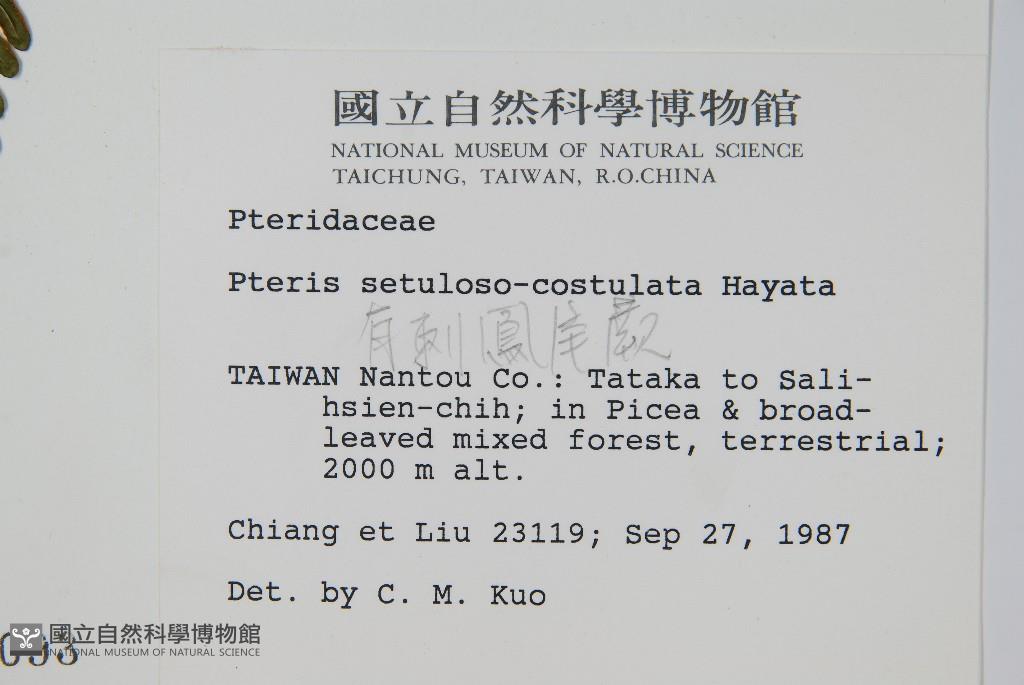 國立自然科學博物館
NATIONAL MUSEUM OF NATURAL SCIENCE
TAICHUNG, TAIWAN, R.O.CHINA
Pteridaceae
Pteris setuloso-costulata Hayata
有刺鳳尾蕨
TAIWAN Nantou Co.: Tataka to Sali-
hsien-chih; in Picea & broad-
leaved mixed forest, terrestrial;
2000 m alt.
Chiang et Liu 23119; Sep 27, 1987
Det. by C. M. Kuo
國立自然科學博物館
NATIONAL MUSEUM OF NATURAL SCIENCE